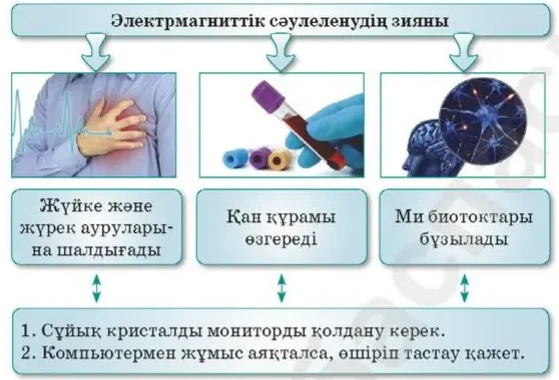 Электрмагниттік сәулеленудің зияны
Жүйке және
жүрек аурулары-
на шалдығады
Қан құрамы
өзгереді
Ми биотоктары
бұзылады
1. Сұйық кристалды мониторды қолдану керек.
2. Компьютермен жұмыс аяқталса, өшіріп тастау қажет.